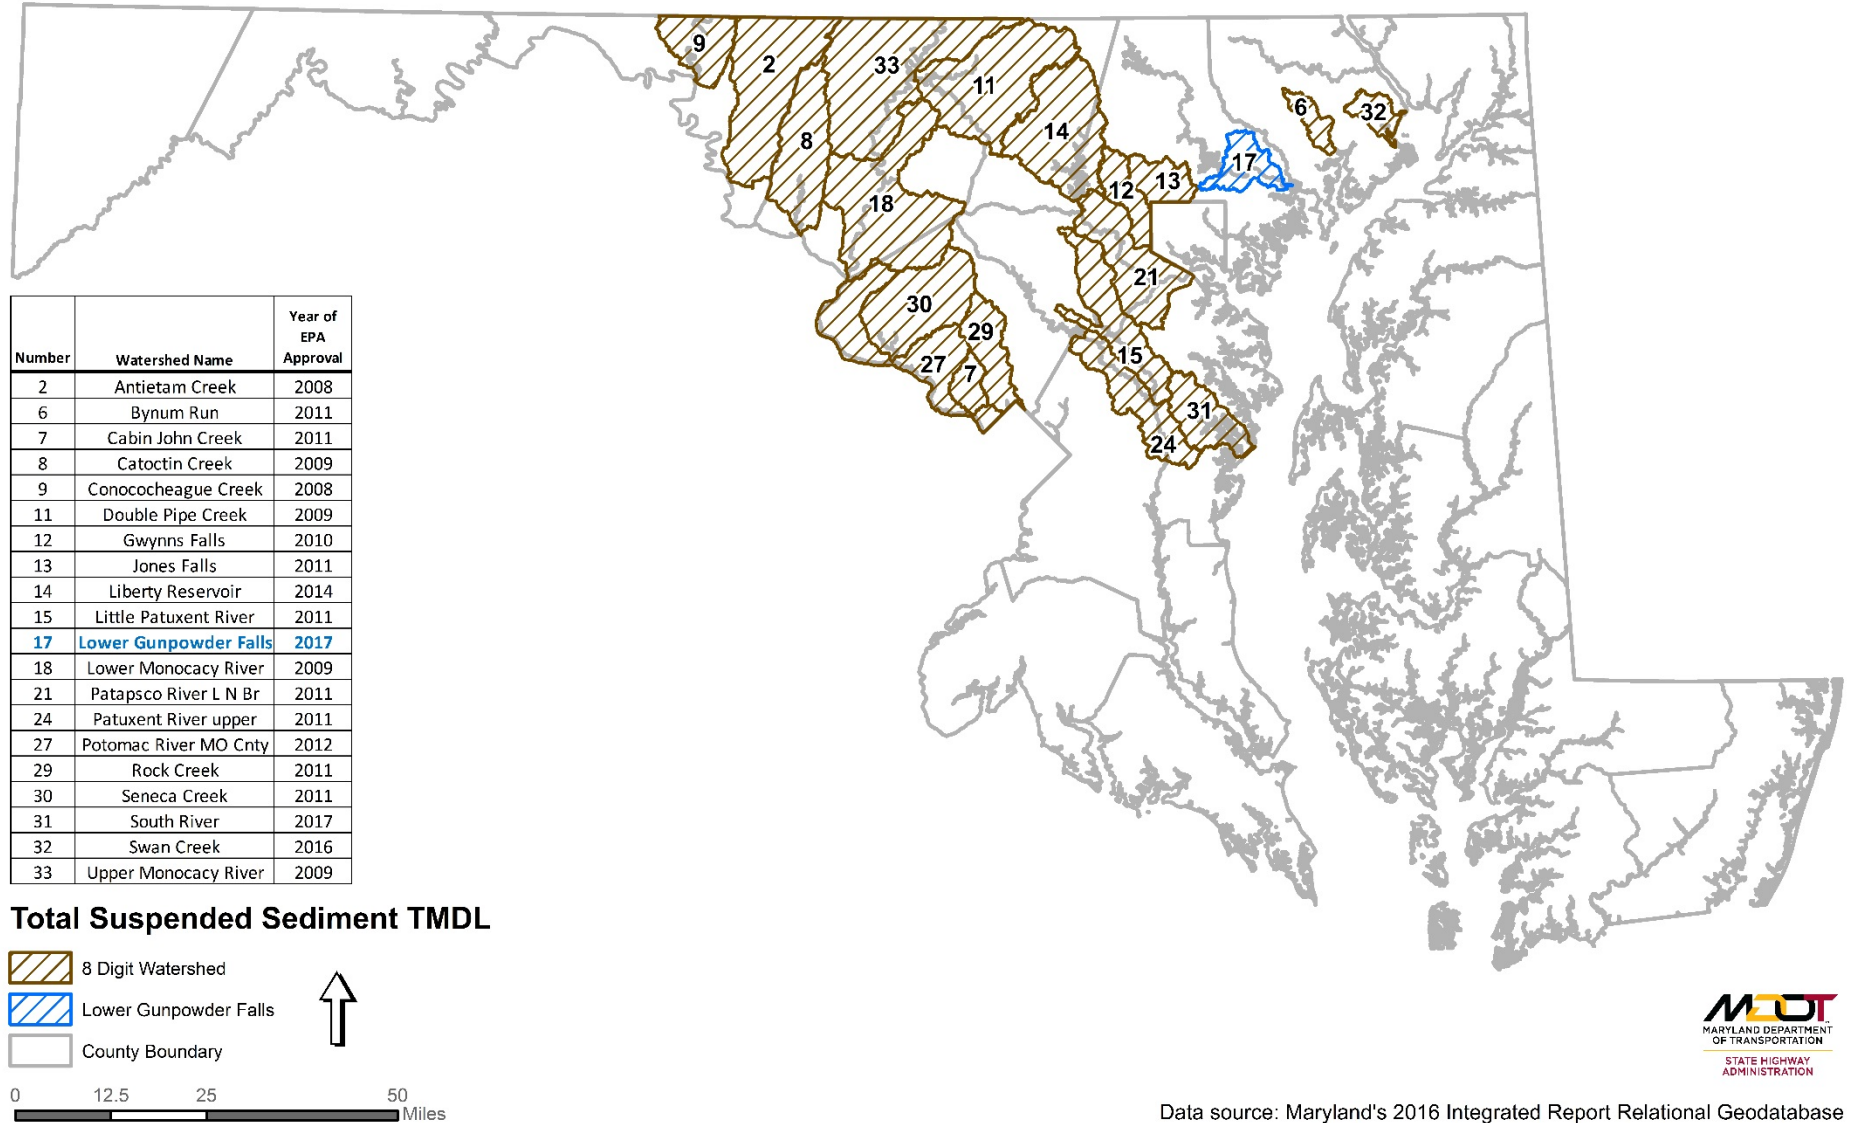 9
2
33
11
8
14
6
32
17
12
13
18
21
30
29
15
27
7
31
24
Number Watershed Name Year of EPA Approval
2 Antietam Creek 2008
6 Bynum Run 2011
7 Cabin John Creek 2011
8 Catoctin Creek 2009
9 Conococheague Creek 2008
11 Double Pipe Creek 2009
12 Gwynns Falls 2010
13 Jones Falls 2011
14 Liberty Reservoir 2014
15 Little Patuxent River 2011
17 Lower Gunpowder Falls 2017
18 Lower Monocacy River 2009
21 Patapsco River L N Br 2011
24 Patuxent River upper 2011
27 Potomac River MO Cnty 2012
29 Rock Creek 2011
30 Seneca Creek 2011
31 South River 2017
32 Swan Creek 2016
33 Upper Monocacy River 2009
Total Suspended Sediment TMDL
8 Digit Watershed
Lower Gunpowder Falls
County Boundary
0 12.5 25 50
Miles
MDOT
MARYLAND DEPARTMENT
OF TRANSPORTATION
STATE HIGHWAY
ADMINISTRATION
Data source: Maryland's 2016 Integrated Report Relational Geodatabase